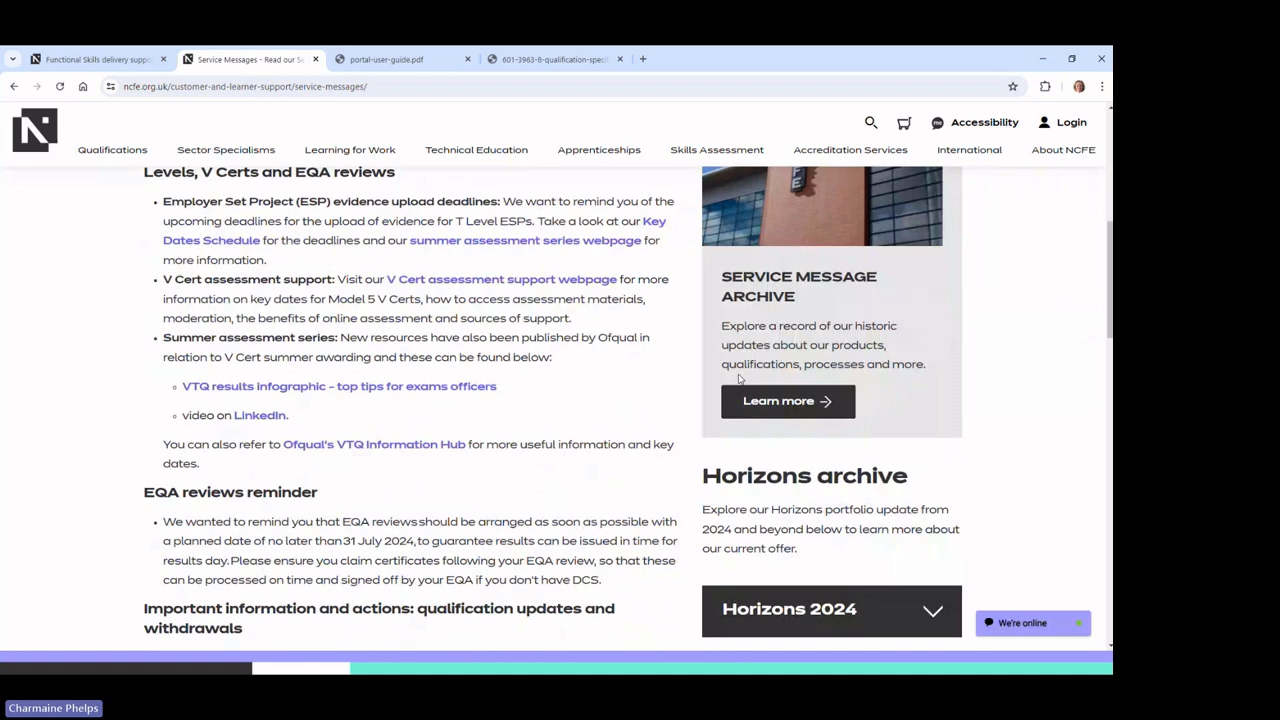 Functional Skills delivery suppo
Service Messages - Read our Se
portal-user-guide.pdf
601-3963-8-qualification-specifi
ncfe.org.uk/customer-and-learner-support/service-messages/
N
Accessibility
Login
Qualifications
Sector Specialisms
Learning for Work
Technical Education
Apprenticeships
Skills Assessment
Accreditation Services
International
About NCFE
Levels, V Certs and EQA reviews
Employer Set Project (ESP) evidence upload deadlines: We want to remind you of the
upcoming deadlines for the upload of evidence for T Level ESPs. Take a look at our Key
Dates Schedule for the deadlines and our summer assessment series webpage for
more information.
V Cert assessment support: Visit our V Cert assessment support webpage for more
information on key dates for Model 5 V Certs, how to access assessment materials,
moderation, the benefits of online assessment and sources of support.
Summer assessment series: New resources have also been published by Ofqual in
relation to V Cert summer awarding and these can be found below:
VTQ results infographic - top tips for exams officers
video on LinkedIn.
You can also refer to Ofqual's VTQ Information Hub for more useful information and key
dates.
EQA reviews reminder
We wanted to remind you that EQA reviews should be arranged as soon as possible with
a planned date of no later than 31 July 2024, to guarantee results can be issued in time for
results day. Please ensure you claim certificates following your EQA review, so that these
can be processed on time and signed off by your EQA if you don't have DCS.
Important information and actions: qualification updates and
withdrawals
SERVICE MESSAGE
ARCHIVE
Explore a record of our historic
updates about our products,
qualifications, processes and more.
Learn more
Horizons archive
Explore our Horizons portfolio update from
2024 and beyond below to learn more about
our current offer.
Horizons 2024
We're online
Charmaine Phelps